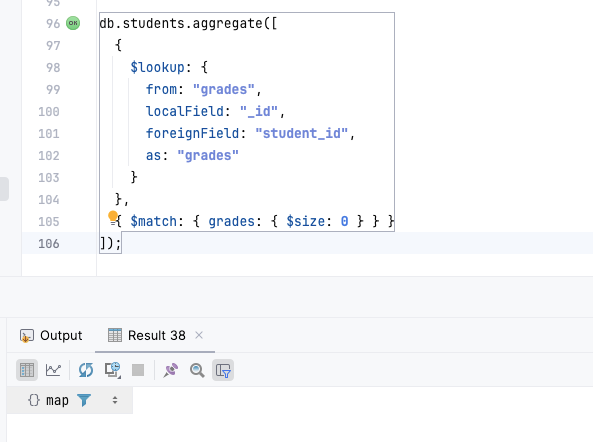 95
96 ON db.students.aggregate([
97 {
98 $lookup: {
99 from: "grades",
100 localField: "_id",
101 foreignField: "student_id",
102 as: "grades"
103 }
104 },
105 { $match: { grades: { $size: 0 } } }
106 ]);
Output Result 38 ×
{} map